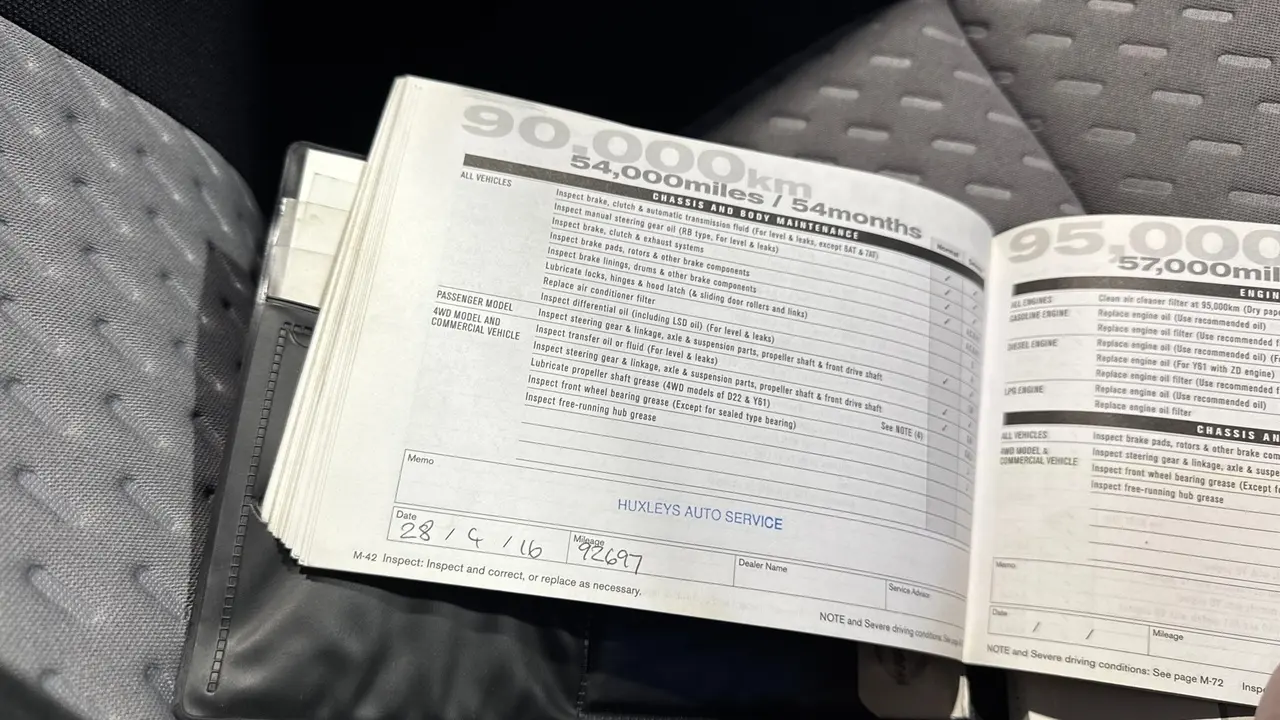 90,000km
54,000miles / 54months
CHASSIS AND BODY MAINTENANCE
Normal
ALL VEHICLES
Inspect brake, clutch & automatic transmission fluid (For level & leaks, except 8AT & 7AT)
Inspect manual steering gear oil (RB type, For level & leaks)
Inspect brake, clutch & exhaust systems
Inspect brake pads, rotors & other brake components
Inspect brake linings, drums & other brake components
Lubricate locks, hinges & hood latch (& sliding door rollers and links)
Replace air conditioner filter
PASSENGER MODEL
Inspect differential oil (including LSD oil) (For level & leaks)
Inspect steering gear & linkage, axle & suspension parts, propeller shaft & front drive shaft
4WD MODEL AND
COMMERCIAL VEHICLE
Inspect transfer oil or fluid (For level & leaks)
Inspect steering gear & linkage, axle & suspension parts, propeller shaft & front drive shaft
Lubricate propeller shaft grease (4WD models of D22 & Y61)
Inspect front wheel bearing grease (Except for sealed type bearing)
See NOTE (4)
Inspect free-running hub grease
Memo
HUXLEYS AUTO SERVICE
Date
28 / 4 / 16
Mileage
92697
Dealer Name
Service Advisor
M-42 Inspect: Inspect and correct, or replace as necessary.
NOTE and Severe driving conditions:
95,000
57,000mil
ENGIN
ALL ENGINES
Clean air cleaner filter at 95,000km (Dry pape
GASOLINE ENGINE
Replace engine oil (Use recommended oil)
Replace engine oil filter (Use recommended f
DIESEL ENGINE
Replace engine oil (Use recommended oil) (F
Replace engine oil (For Y61 with ZD engine)
Replace engine oil filter (Use recommended f
LPG ENGINE
Replace engine oil (Use recommended oil)
Replace engine oil filter
CHASSIS AN
ALL VEHICLES
Inspect brake pads, rotors & other brake com
4WD MODEL &
COMMERCIAL VEHICLE
Inspect steering gear & linkage, axle & suspe
Inspect front wheel bearing grease (Except f
Inspect free-running hub grease
Memo
Date
/ /
Mileage
NOTE and Severe driving conditions: See page M-72
Inspe